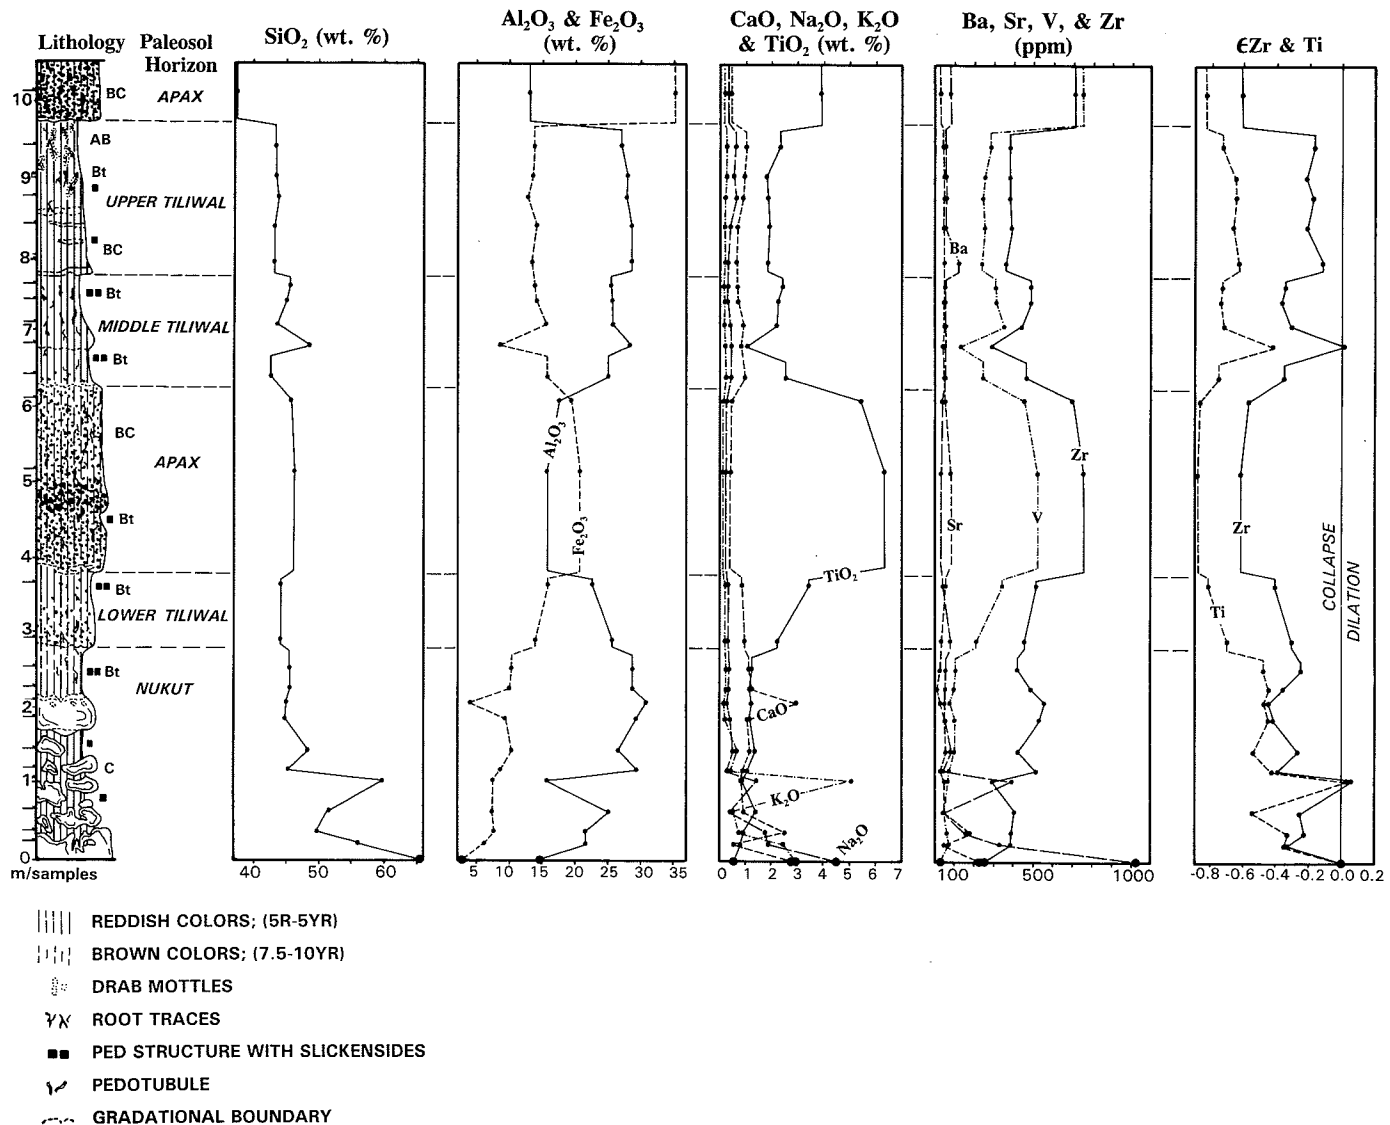 Lithology
Paleosol
Horizon
SiO₂ (wt. %)
Al₂O₃ & Fe₂O₃
(wt. %)
CaO, Na₂O, K₂O
& TiO₂ (wt. %)
Ba, Sr, V, & Zr
(ppm)
ϵZr & Ti
10
BC
APAX
AB
Bt
9
UPPER TILIWAL
BC
8
Bt
MIDDLE TILIWAL
7
Bt
6
BC
APAX
5
Bt
4
Bt
LOWER TILIWAL
3
Bt
NUKUT
2
C
1
0
m/samples
40 50 60
Al₂O₃
Fe₂O₃
5 10 15 20 25 30 35
TiO₂
CaO
K₂O
Na₂O
0 1 2 3 4 5 6 7
Ba
Zr
Sr
V
100 500 1000
Zr
Ti
COLLAPSE
DILATION
-0.8 -0.6 -0.4 -0.2 0.0 0.2
REDDISH COLORS; (5R-5YR)
BROWN COLORS; (7.5-10YR)
DRAB MOTTLES
ROOT TRACES
PED STRUCTURE WITH SLICKENSIDES
PEDOTUBULE
GRADATIONAL BOUNDARY